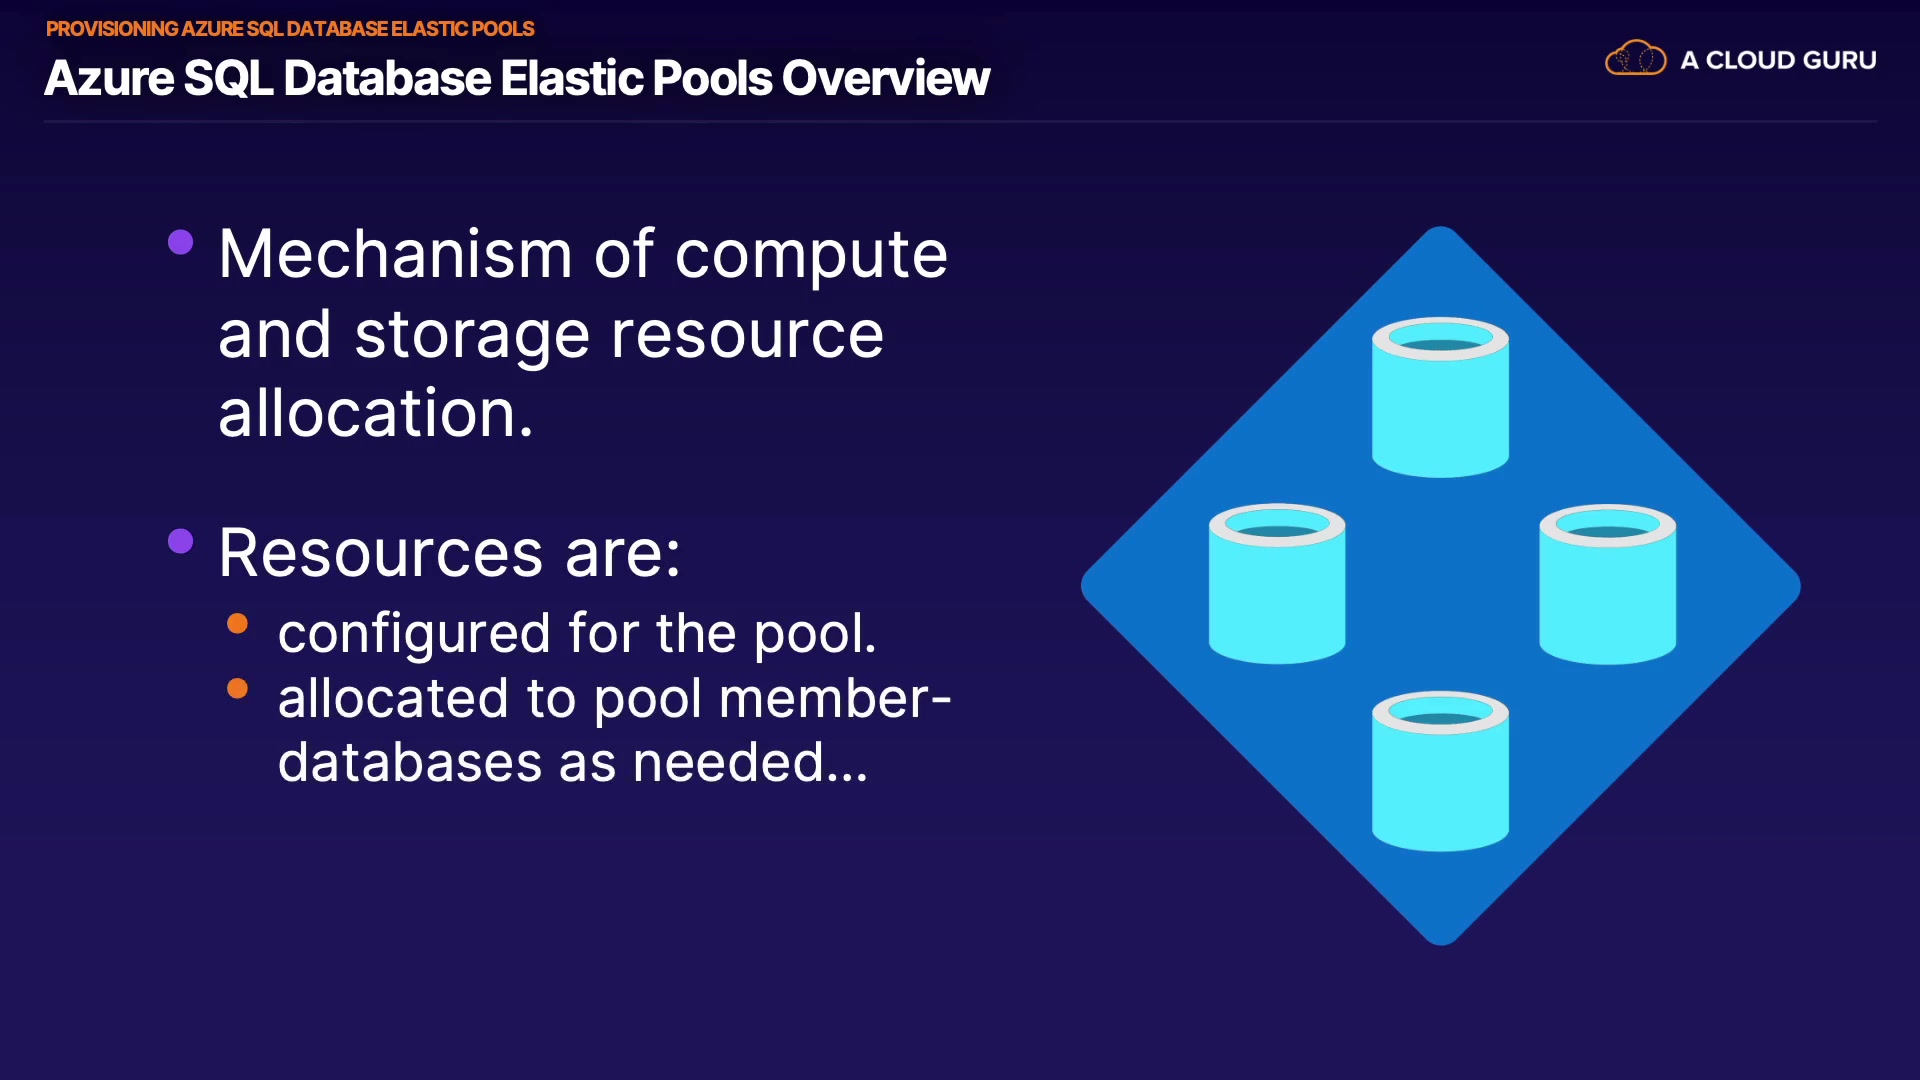 PROVISIONING AZURE SQL DATABASE ELASTIC POOLS
Azure SQL Database Elastic Pools Overview
A CLOUD GURU
Mechanism of compute
and storage resource
allocation.
Resources are:
configured for the pool.
allocated to pool member-
databases as needed...